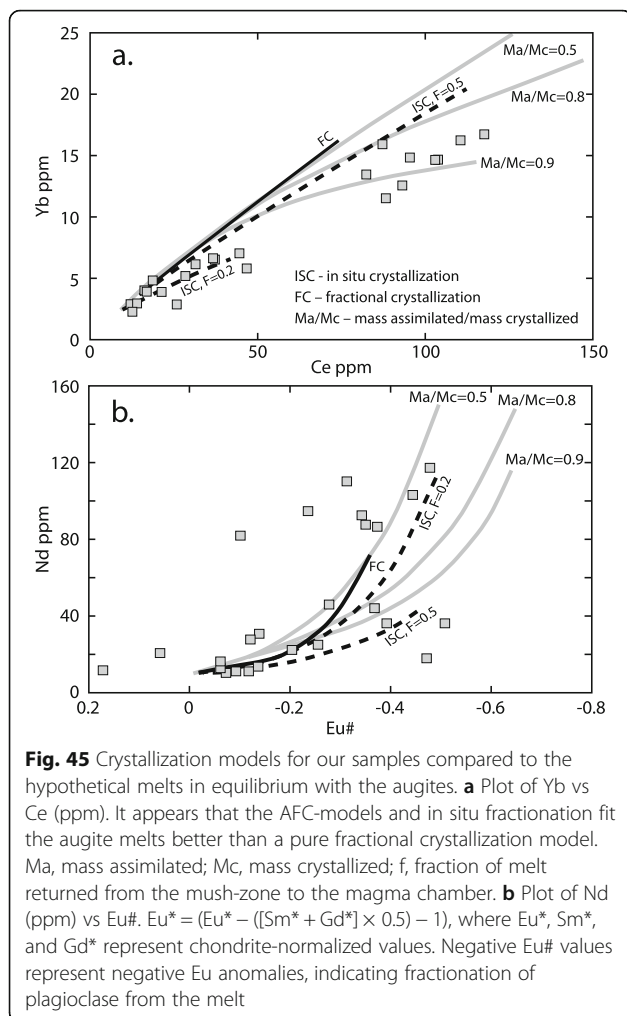 a.
25
20
15
10
5
0
Yb ppm
Ma/Mc=0.5
ISC, F=0.5
Ma/Mc=0.8
FC
Ma/Mc=0.9
ISC, F=0.2
ISC - in situ crystallization
FC – fractional crystallization
Ma/Mc – mass assimilated/mass crystallized
0 50 100 150
Ce ppm
b.
160
120
80
40
0
Nd ppm
Ma/Mc=0.5
Ma/Mc=0.8
Ma/Mc=0.9
ISC, F=0.2
FC
ISC, F=0.5
0.2 0 -0.2 -0.4 -0.6 -0.8
Eu#
Fig. 45 Crystallization models for our samples compared to the
hypothetical melts in equilibrium with the augites. a Plot of Yb vs
Ce (ppm). It appears that the AFC-models and in situ fractionation fit
the augite melts better than a pure fractional crystallization model.
Ma, mass assimilated; Mc, mass crystallized; f, fraction of melt
returned from the mush-zone to the magma chamber. b Plot of Nd
(ppm) vs Eu#. Eu* = (Eu* − ([Sm* + Gd*] × 0.5) − 1), where Eu*, Sm*,
and Gd* represent chondrite-normalized values. Negative Eu# values
represent negative Eu anomalies, indicating fractionation of
plagioclase from the melt